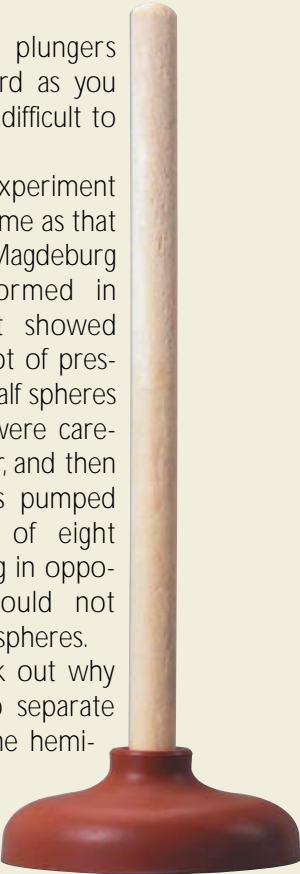 plungers
rd as you
difficult to
xperiment
me as that
Magdeburg
ormed in
t showed
ot of pres-
alf spheres
were care-
r, and then
s pumped
of eight
g in oppo-
ould not
spheres.
k out why
o separate
he hemi-